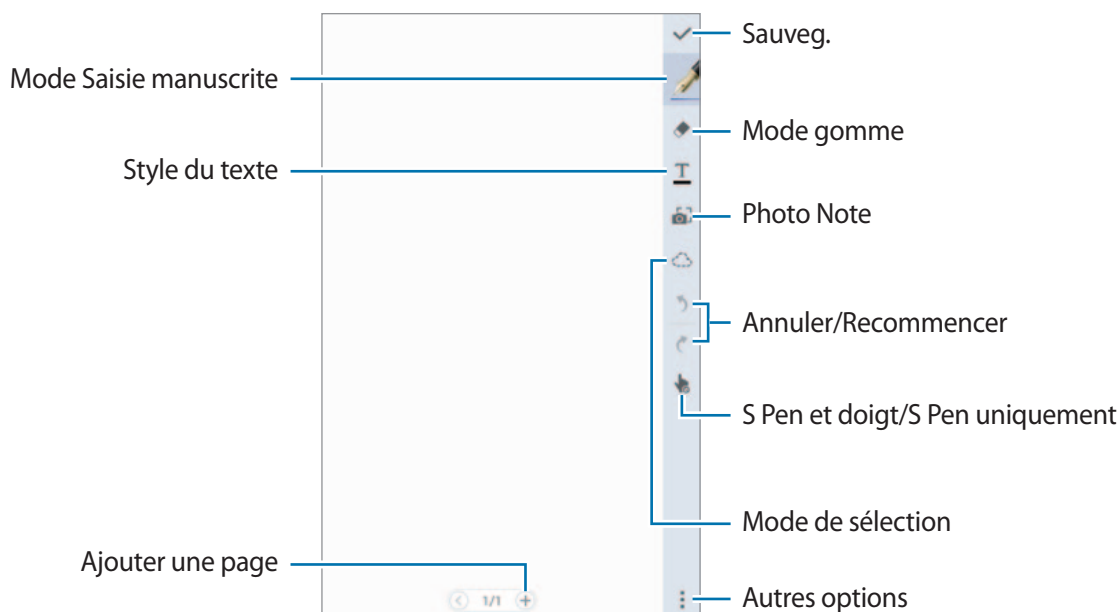 Sauveg.
Mode Saisie manuscrite
Mode gomme
Style du texte
T
Photo Note
Annuler/Recommencer
S Pen et doigt/S Pen uniquement
Mode de sélection
Ajouter une page
1/1
Autres options